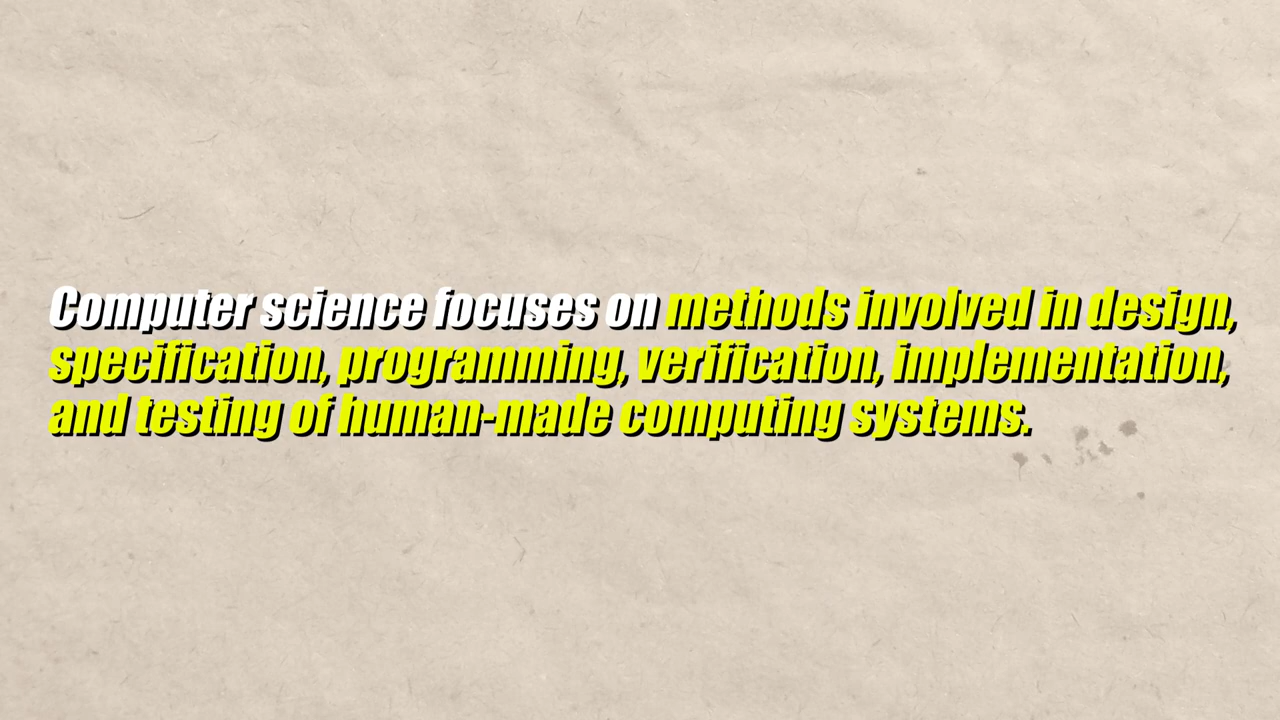 Computer science focuses on methods involved in design,
specification, programming, verification, implementation,
and testing of human-made computing systems.